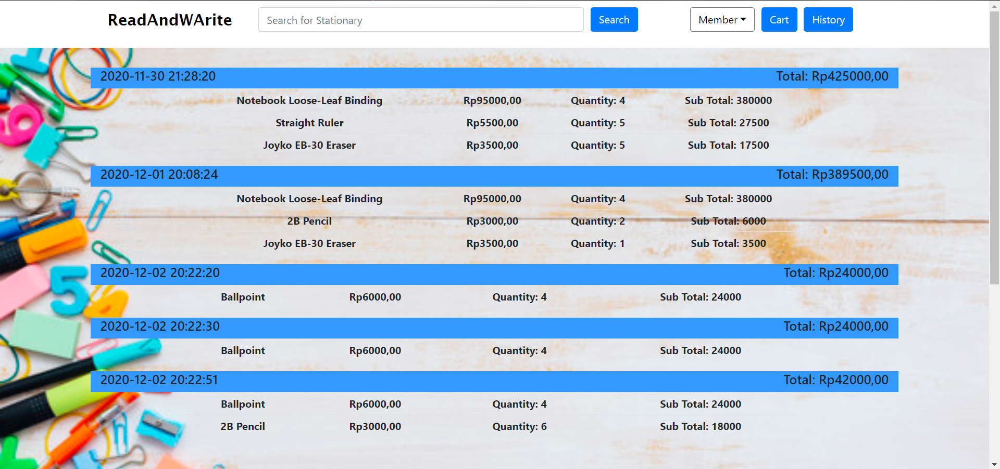 ReadAndWArite Search for Stationary Search Member Cart History
2020-11-30 21:28:20 Total: Rp425000,00
Notebook Loose-Leaf Binding Rp95000,00 Quantity: 4 Sub Total: 380000
Straight Ruler Rp5500,00 Quantity: 5 Sub Total: 27500
Joyko EB-30 Eraser Rp3500,00 Quantity: 5 Sub Total: 17500
2020-12-01 20:08:24 Total: Rp389500,00
Notebook Loose-Leaf Binding Rp95000,00 Quantity: 4 Sub Total: 380000
2B Pencil Rp3000,00 Quantity: 2 Sub Total: 6000
Joyko EB-30 Eraser Rp3500,00 Quantity: 1 Sub Total: 3500
2020-12-02 20:22:20 Total: Rp24000,00
Ballpoint Rp6000,00 Quantity: 4 Sub Total: 24000
2020-12-02 20:22:30 Total: Rp24000,00
Ballpoint Rp6000,00 Quantity: 4 Sub Total: 24000
2020-12-02 20:22:51 Total: Rp42000,00
Ballpoint Rp6000,00 Quantity: 4 Sub Total: 24000
2B Pencil Rp3000,00 Quantity: 6 Sub Total: 18000